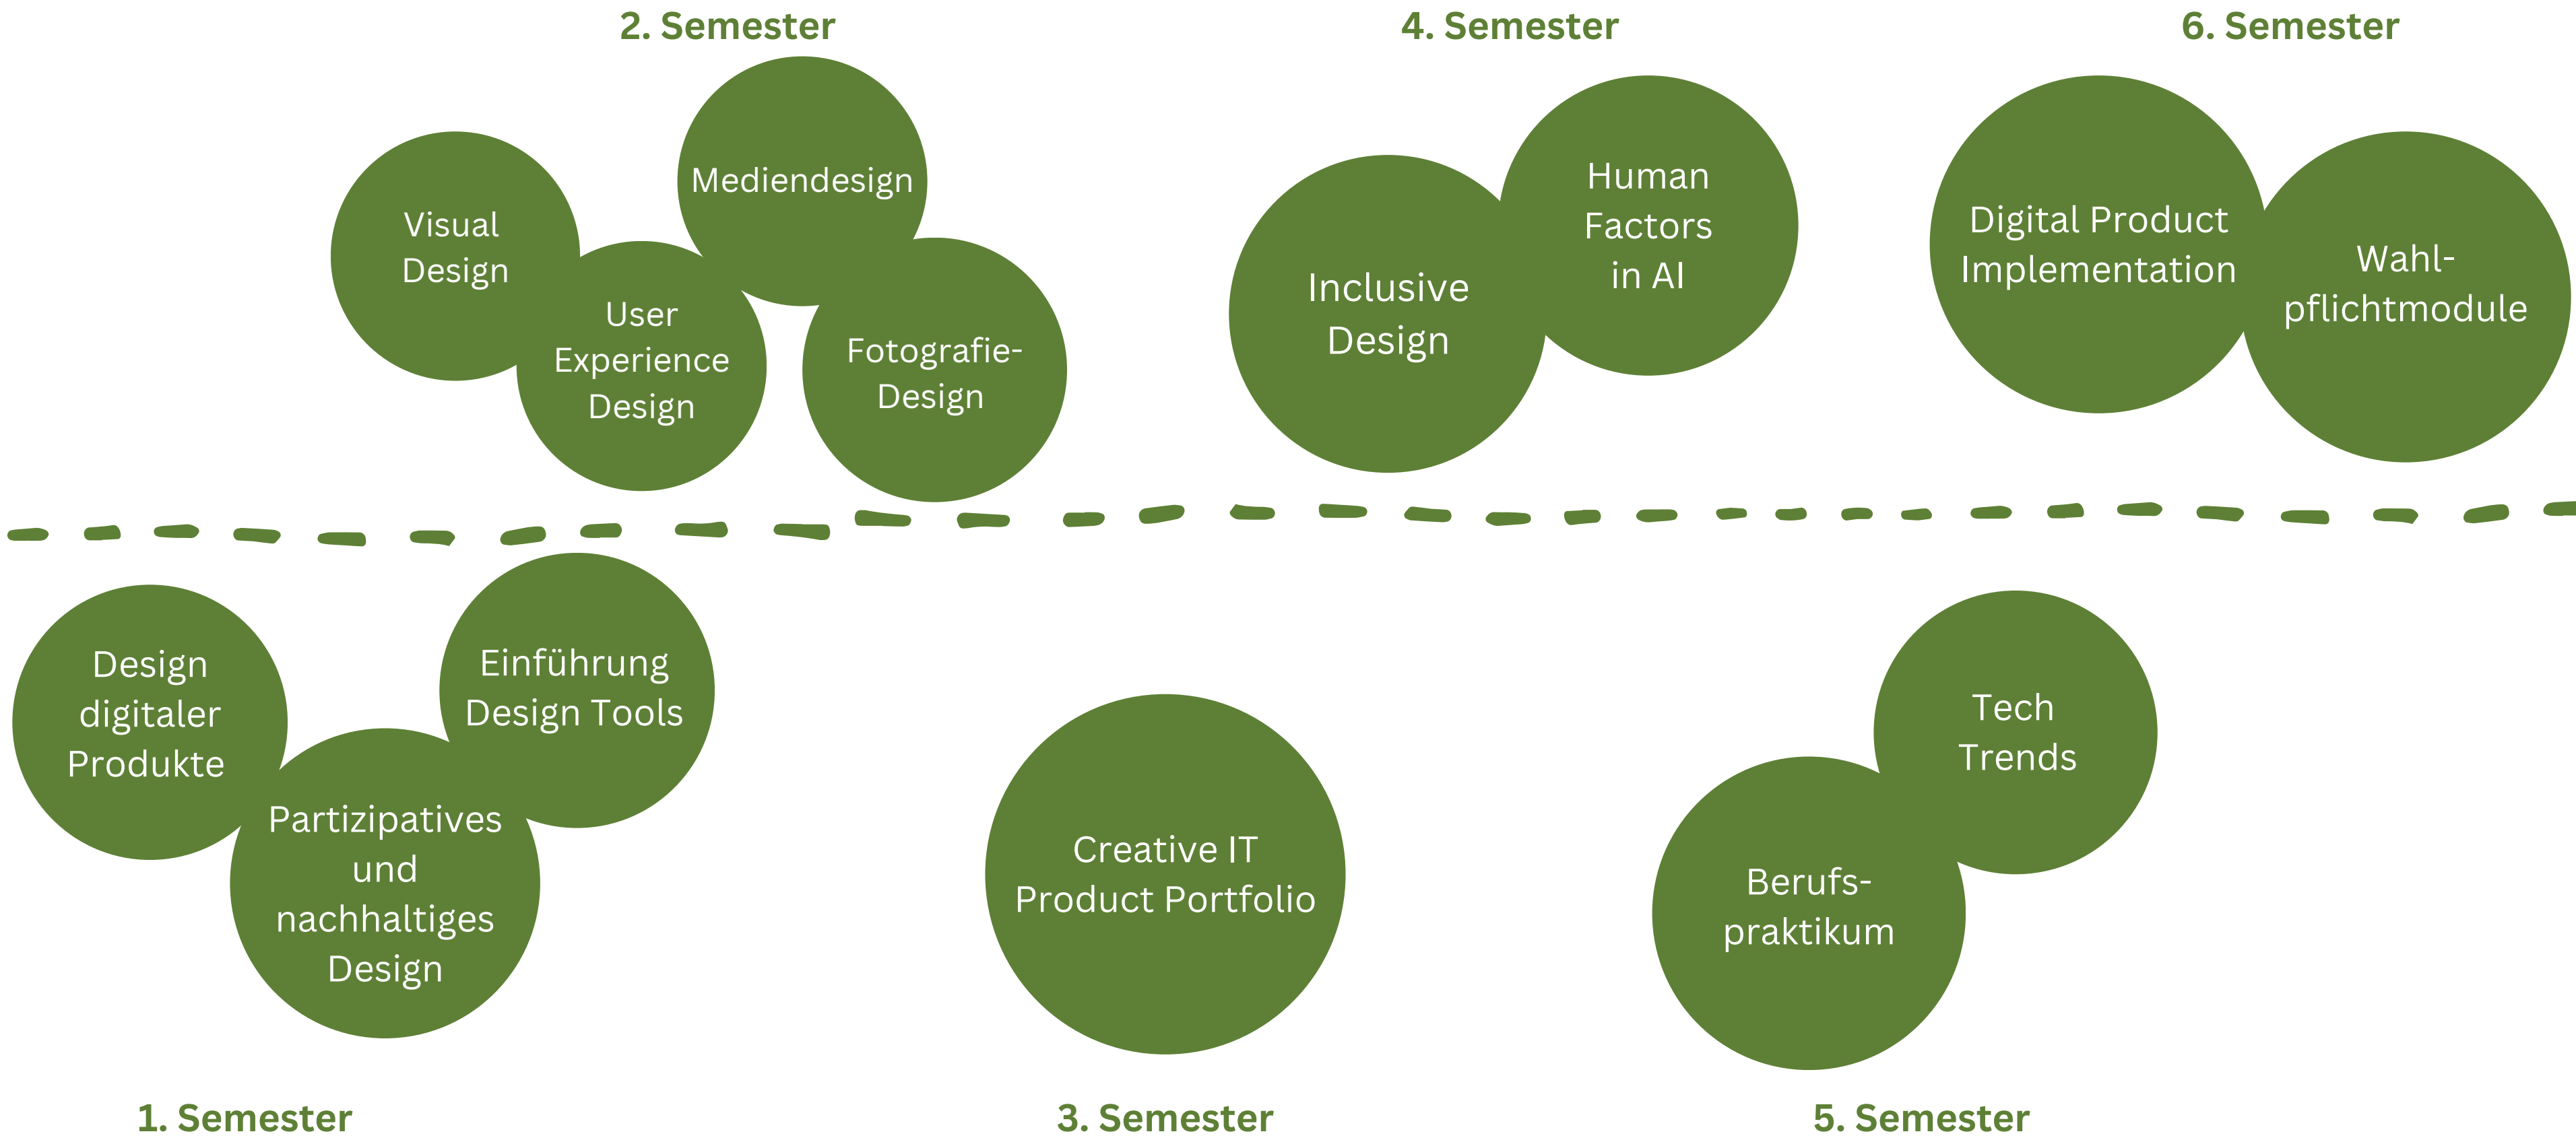 2. Semester
4. Semester
6. Semester
Visual
Design
User
Experience
Design
Mediendesign
Fotografie-
Design
Inclusive
Design
Human
Factors
in AI
Digital Product
Implementation
Wahl-
pflichtmodule
Design
digitaler
Produkte
Partizipatives
und
nachhaltiges
Design
Einführung
Design Tools
Creative IT
Product Portfolio
Berufs-
praktikum
Tech
Trends
1. Semester
3. Semester
5. Semester